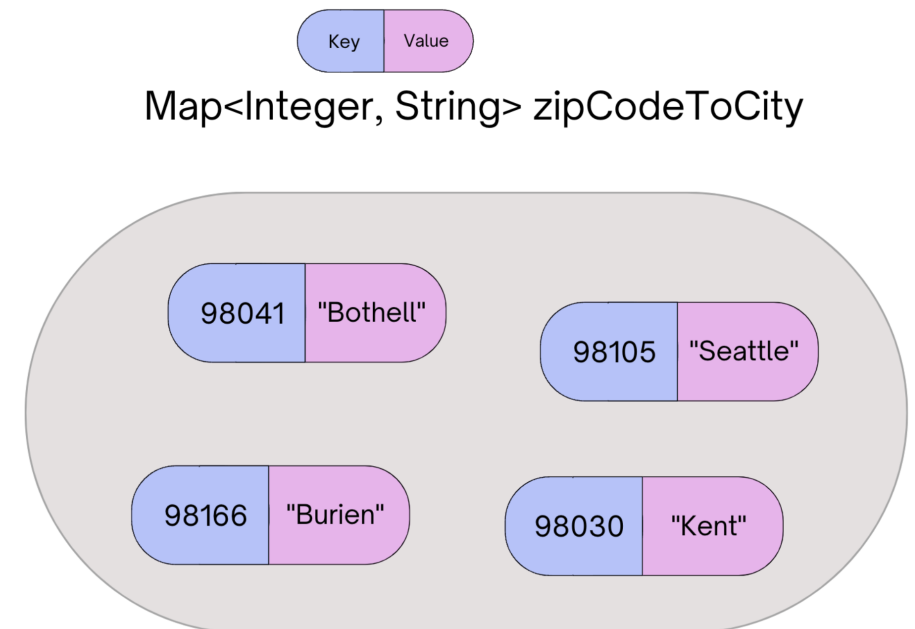 Key Value
Map<Integer, String> zipCodeToCity
98041 "Bothell"
98105 "Seattle"
98166 "Burien"
98030 "Kent"